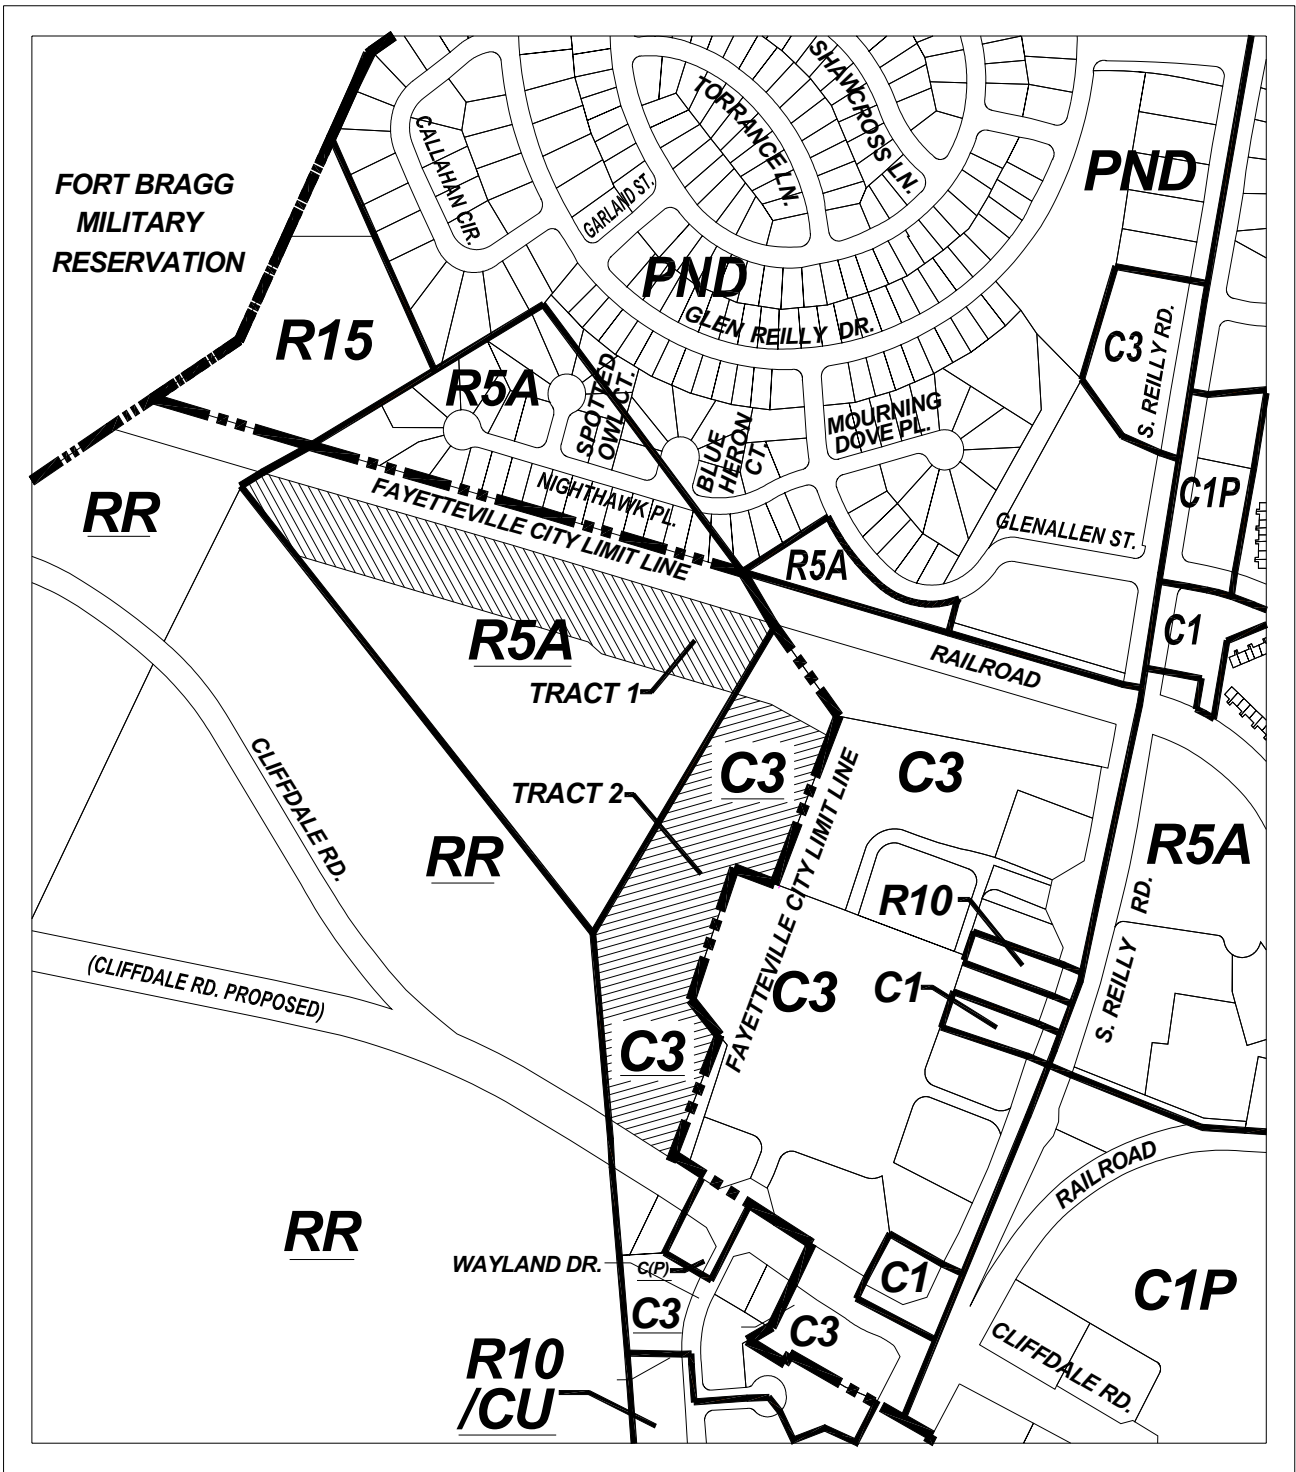 SHAWCROSS LN.
TORRANCE LN.
CALLAHAN CIR.
PND
FORT BRAGG
MILITARY
RESERVATION
GARLAND ST.
PND
GLEN REILLY DR.
R15
C3
S. REILLY RD.
R5A
SPOTTED
OWL CT.
BLUE
HERON
CT.
MOURNING
DOVE PL.
C1P
RR
NIGHTHAWK PL.
FAYETTEVILLE CITY LIMIT LINE
GLENALLEN ST.
R5A
C1
R5A
RAILROAD
TRACT 1
C3
C3
TRACT 2
CLIFFDALE RD.
FAYETTEVILLE CITY LIMIT LINE
RR
R5A
R10
S. REILLY RD.
(CLIFFDALE RD. PROPOSED)
C3
C1
C3
RAILROAD
RR
WAYLAND DR.
C(P)
C1
C1P
C3
C3
CLIFFDALE RD.
R10
/CU